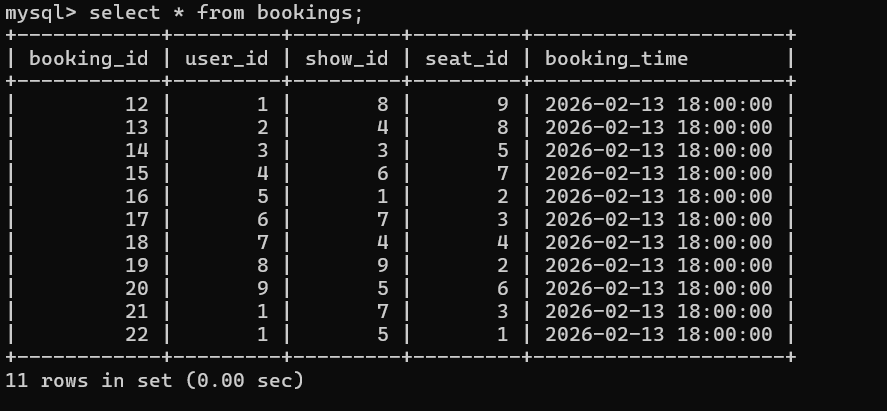 mysql> select * from bookings;
+------------+---------+---------+---------+---------------------+
| booking_id | user_id | show_id | seat_id | booking_time        |
+------------+---------+---------+---------+---------------------+
|         12 |       1 |       8 |       9 | 2026-02-13 18:00:00 |
|         13 |       2 |       4 |       8 | 2026-02-13 18:00:00 |
|         14 |       3 |       3 |       5 | 2026-02-13 18:00:00 |
|         15 |       4 |       6 |       7 | 2026-02-13 18:00:00 |
|         16 |       5 |       1 |       2 | 2026-02-13 18:00:00 |
|         17 |       6 |       7 |       3 | 2026-02-13 18:00:00 |
|         18 |       7 |       4 |       4 | 2026-02-13 18:00:00 |
|         19 |       8 |       9 |       2 | 2026-02-13 18:00:00 |
|         20 |       9 |       5 |       6 | 2026-02-13 18:00:00 |
|         21 |       1 |       7 |       3 | 2026-02-13 18:00:00 |
|         22 |       1 |       5 |       1 | 2026-02-13 18:00:00 |
+------------+---------+---------+---------+---------------------+
11 rows in set (0.00 sec)